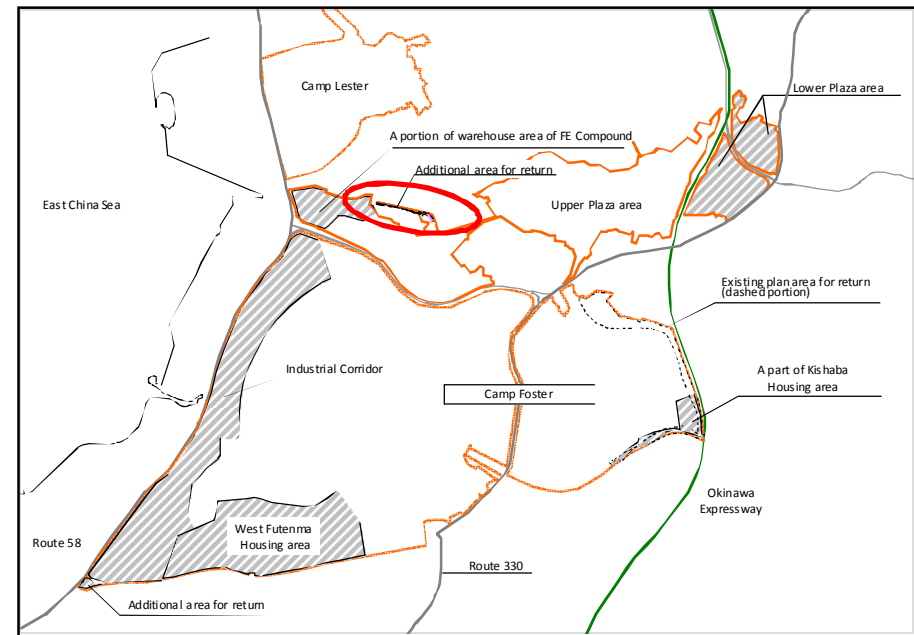 Camp Lester
Lower Plaza area
A portion of warehouse area of FE Compound
Additional area for return
East China Sea
Upper Plaza area
Existing plan area for return
(dashed portion)
Industrial Corridor
A part of Kishaba
Housing area
Camp Foster
Okinawa
Expressway
West Futenma
Housing area
Route 58
Route 330
Additional area for return